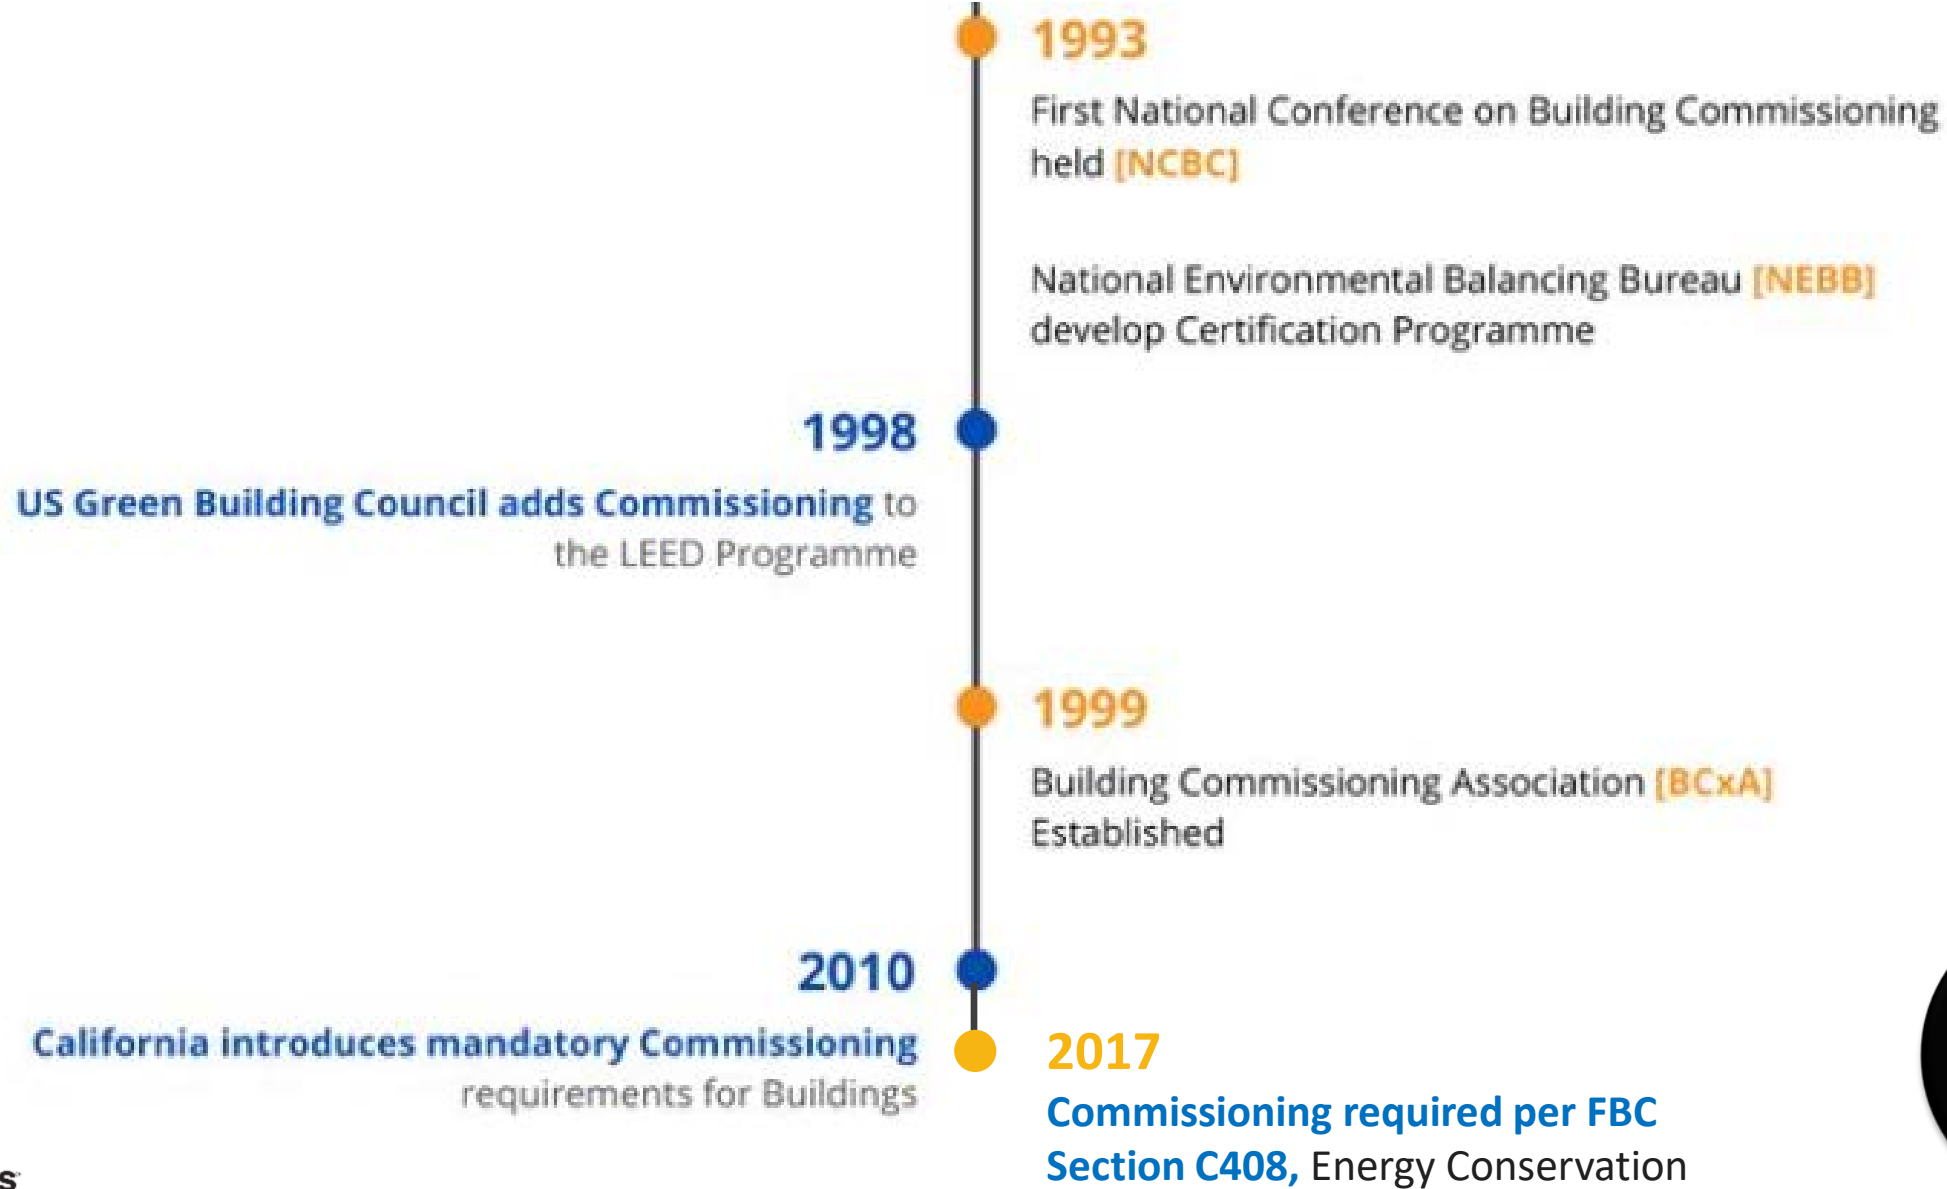 1993
First National Conference on Building Commissioning
held [NCBC]
National Environmental Balancing Bureau [NEBB]
develop Certification Programme
1998
US Green Building Council adds Commissioning to
the LEED Programme
1999
Building Commissioning Association [BCxA]
Established
2010
California introduces mandatory Commissioning
requirements for Buildings
2017
Commissioning required per FBC
Section C408, Energy Conservation
s